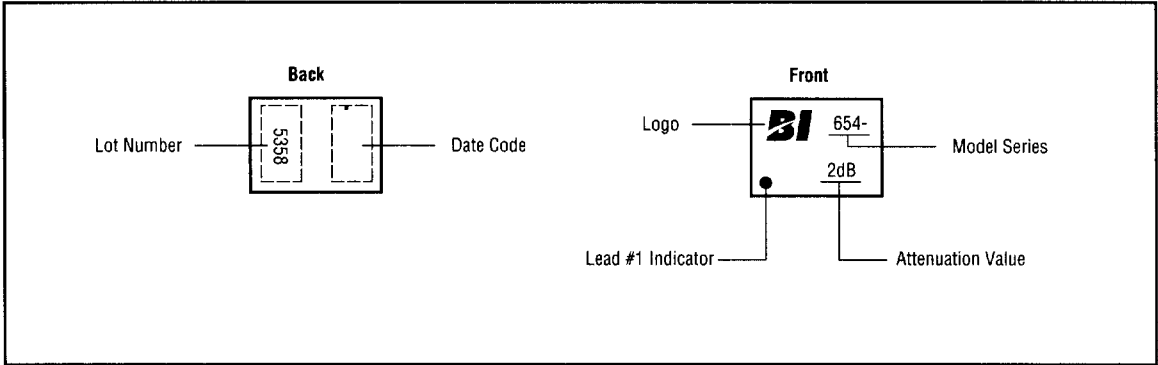 Back
Lot Number
5358
Date Code
Front
Logo
BI
654-
Model Series
2dB
Lead #1 Indicator
Attenuation Value